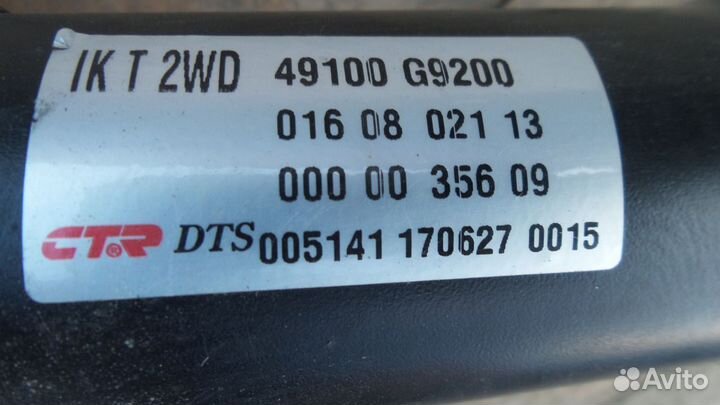 IK T 2WD 49100 G9200
016 08 021 13
000 00 356 09
CTR® DTS 005141 170627 0015
Avito